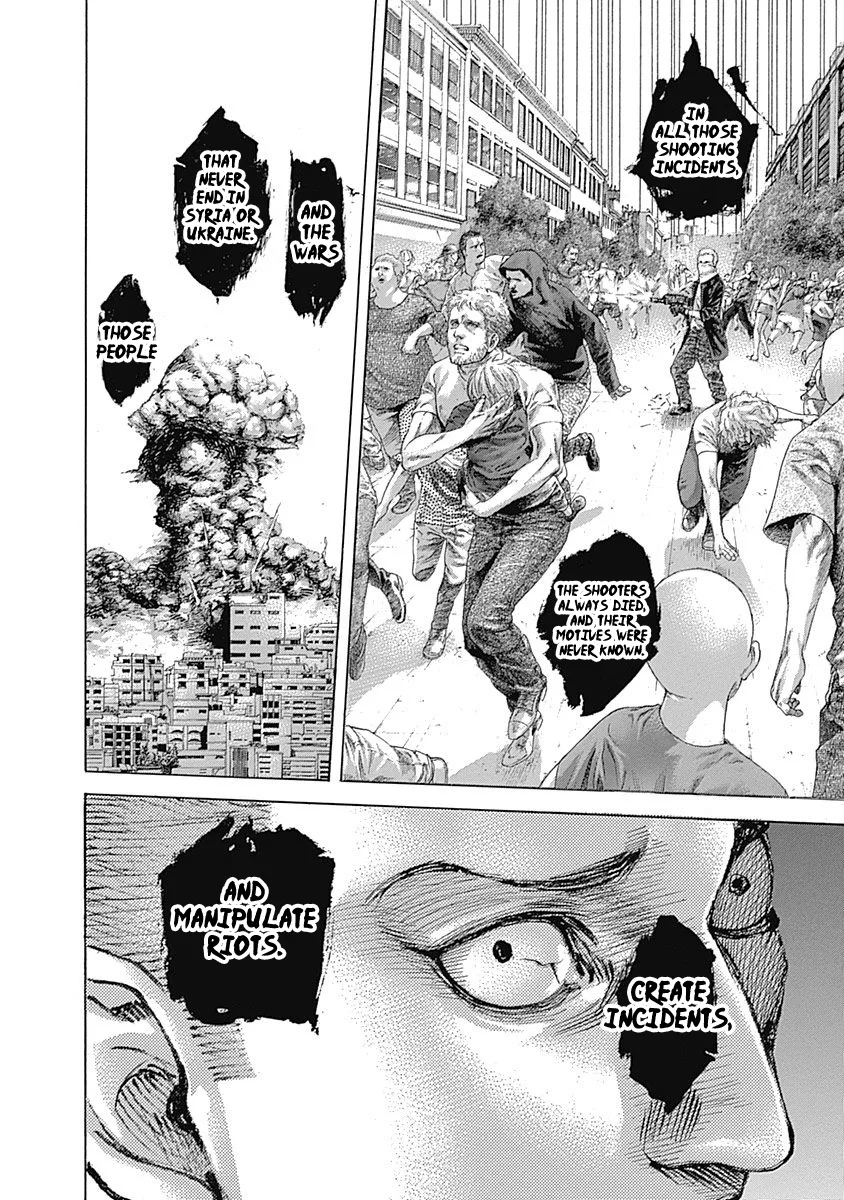 IN
ALL THOSE
SHOOTING
INCIDENTS,
THE SHOOTERS
ALWAYS DIED,
AND THEIR
MOTIVES WERE
NEVER KNOWN.
AND
THE
WARS
THAT
NEVER
END IN
SYRIA OR
UKRAINE.
THOSE
PEOPLE
CREATE
INCIDENTS,
AND
MANIPULATE
RIOTS.